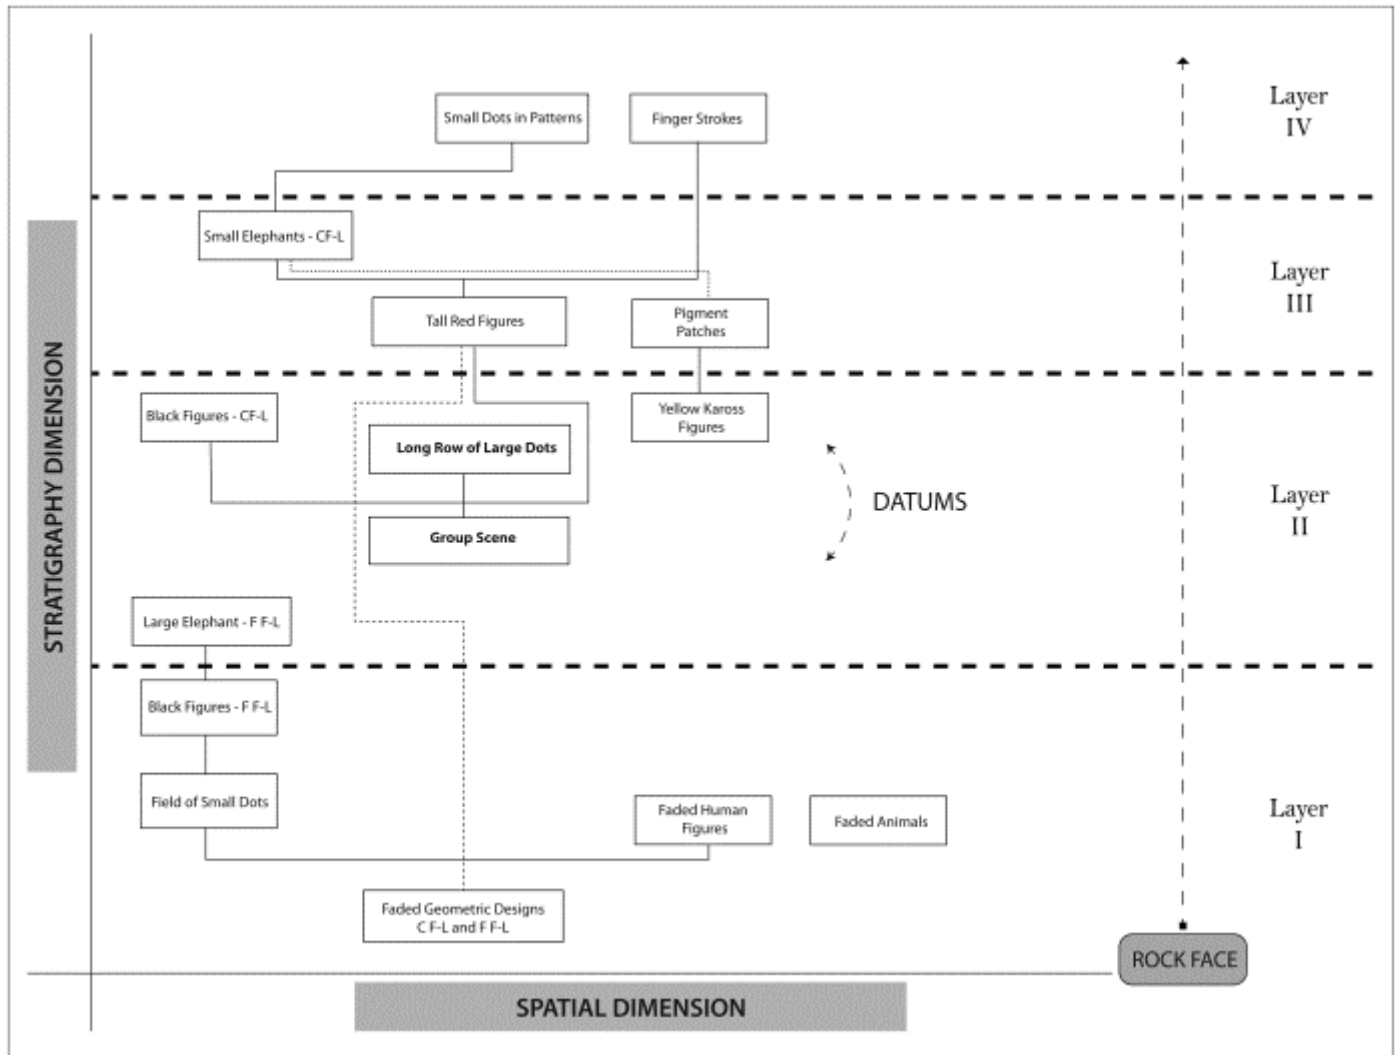 Small Dots in Patterns
Finger Strokes
Layer
IV
Small Elephants - CF-L
Layer
III
Tall Red Figures
Pigment
Patches
Black Figures - CF-L
Yellow Kaross
Figures
Long Row of Large Dots
DATUMS
Layer
II
Group Scene
STRATIGRAPHY DIMENSION
Large Elephant - F F-L
Black Figures - F F-L
Field of Small Dots
Faded Human
Figures
Faded Animals
Layer
I
Faded Geometric Designs
C F-L and F F-L
ROCK FACE
SPATIAL DIMENSION